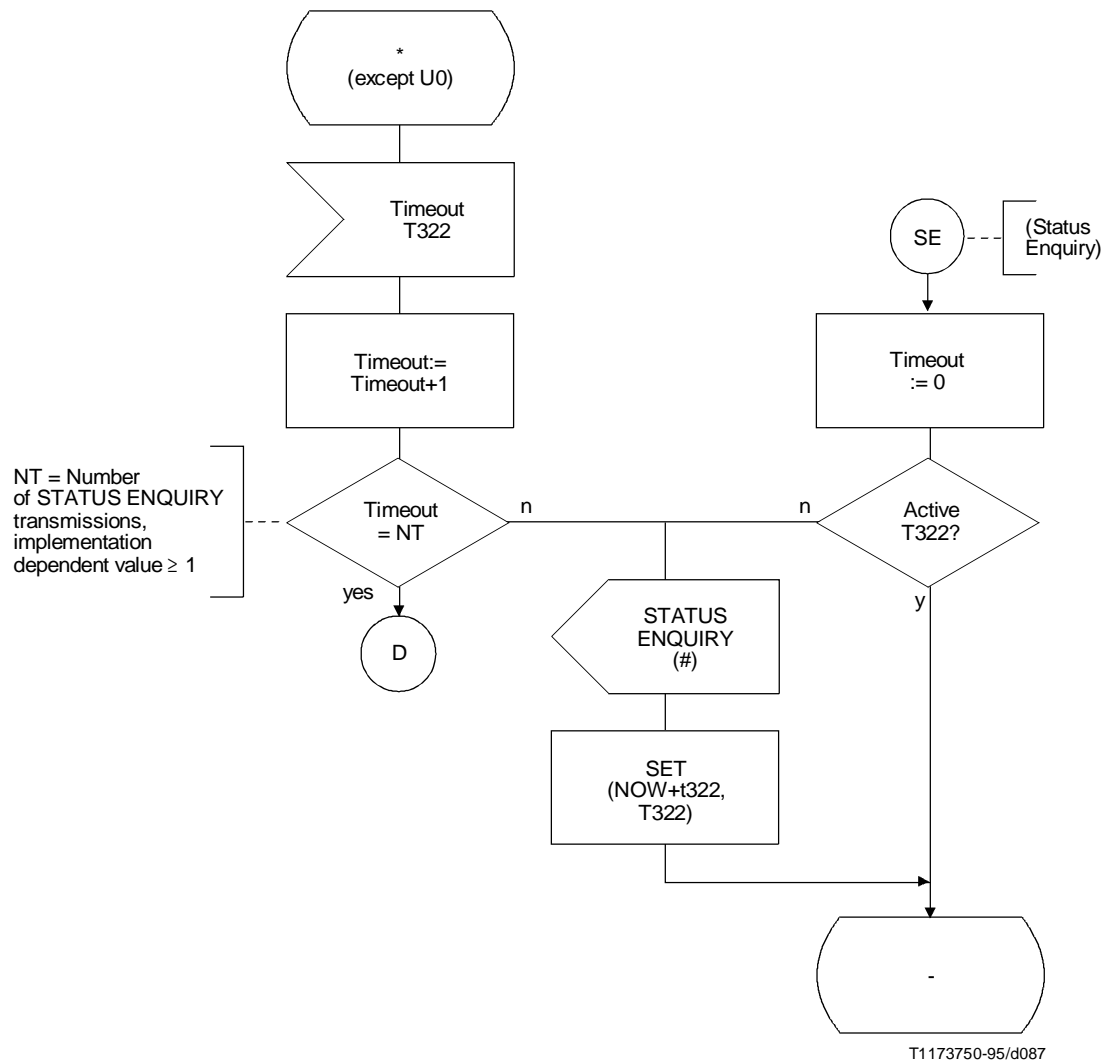 *
(except U0)
Timeout
T322
SE
(Status
Enquiry)
Timeout:=
Timeout+1
Timeout
:= 0
NT = Number
of STATUS ENQUIRY
transmissions,
implementation
dependent value ≥ 1
Timeout
= NT
n
n
Active
T322?
yes
y
D
STATUS
ENQUIRY
(#)
SET
(NOW+t322,
T322)
-
T1173750-95/d087